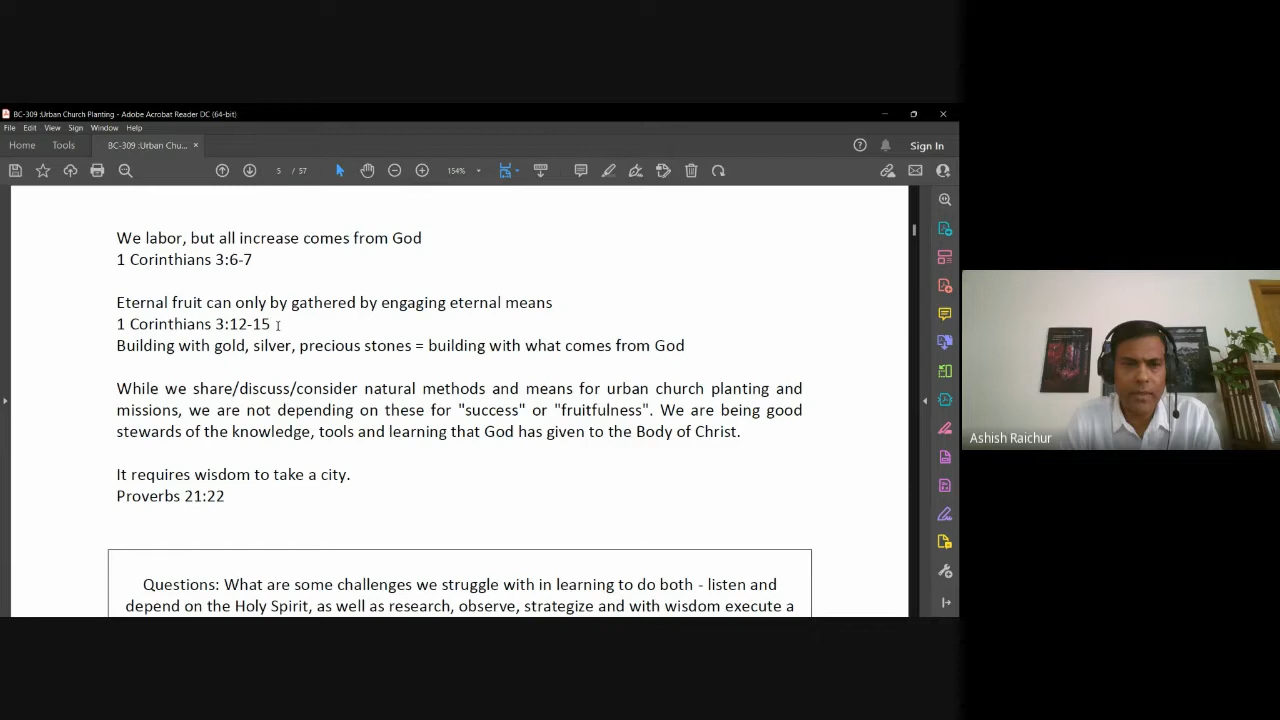 BC-309 :Urban Church Planting - Adobe Acrobat Reader DC (64-bit)
File Edit View Sign Window Help
Home Tools BC-309 :Urban Chu... × Sign In
5 / 57 154%
We labor, but all increase comes from God
1 Corinthians 3:6-7
Eternal fruit can only by gathered by engaging eternal means
1 Corinthians 3:12-15
Building with gold, silver, precious stones = building with what comes from God
While we share/discuss/consider natural methods and means for urban church planting and
missions, we are not depending on these for "success" or "fruitfulness". We are being good
stewards of the knowledge, tools and learning that God has given to the Body of Christ.
It requires wisdom to take a city.
Proverbs 21:22
Questions: What are some challenges we struggle with in learning to do both - listen and
depend on the Holy Spirit, as well as research, observe, strategize and with wisdom execute a
Ashish Raichur